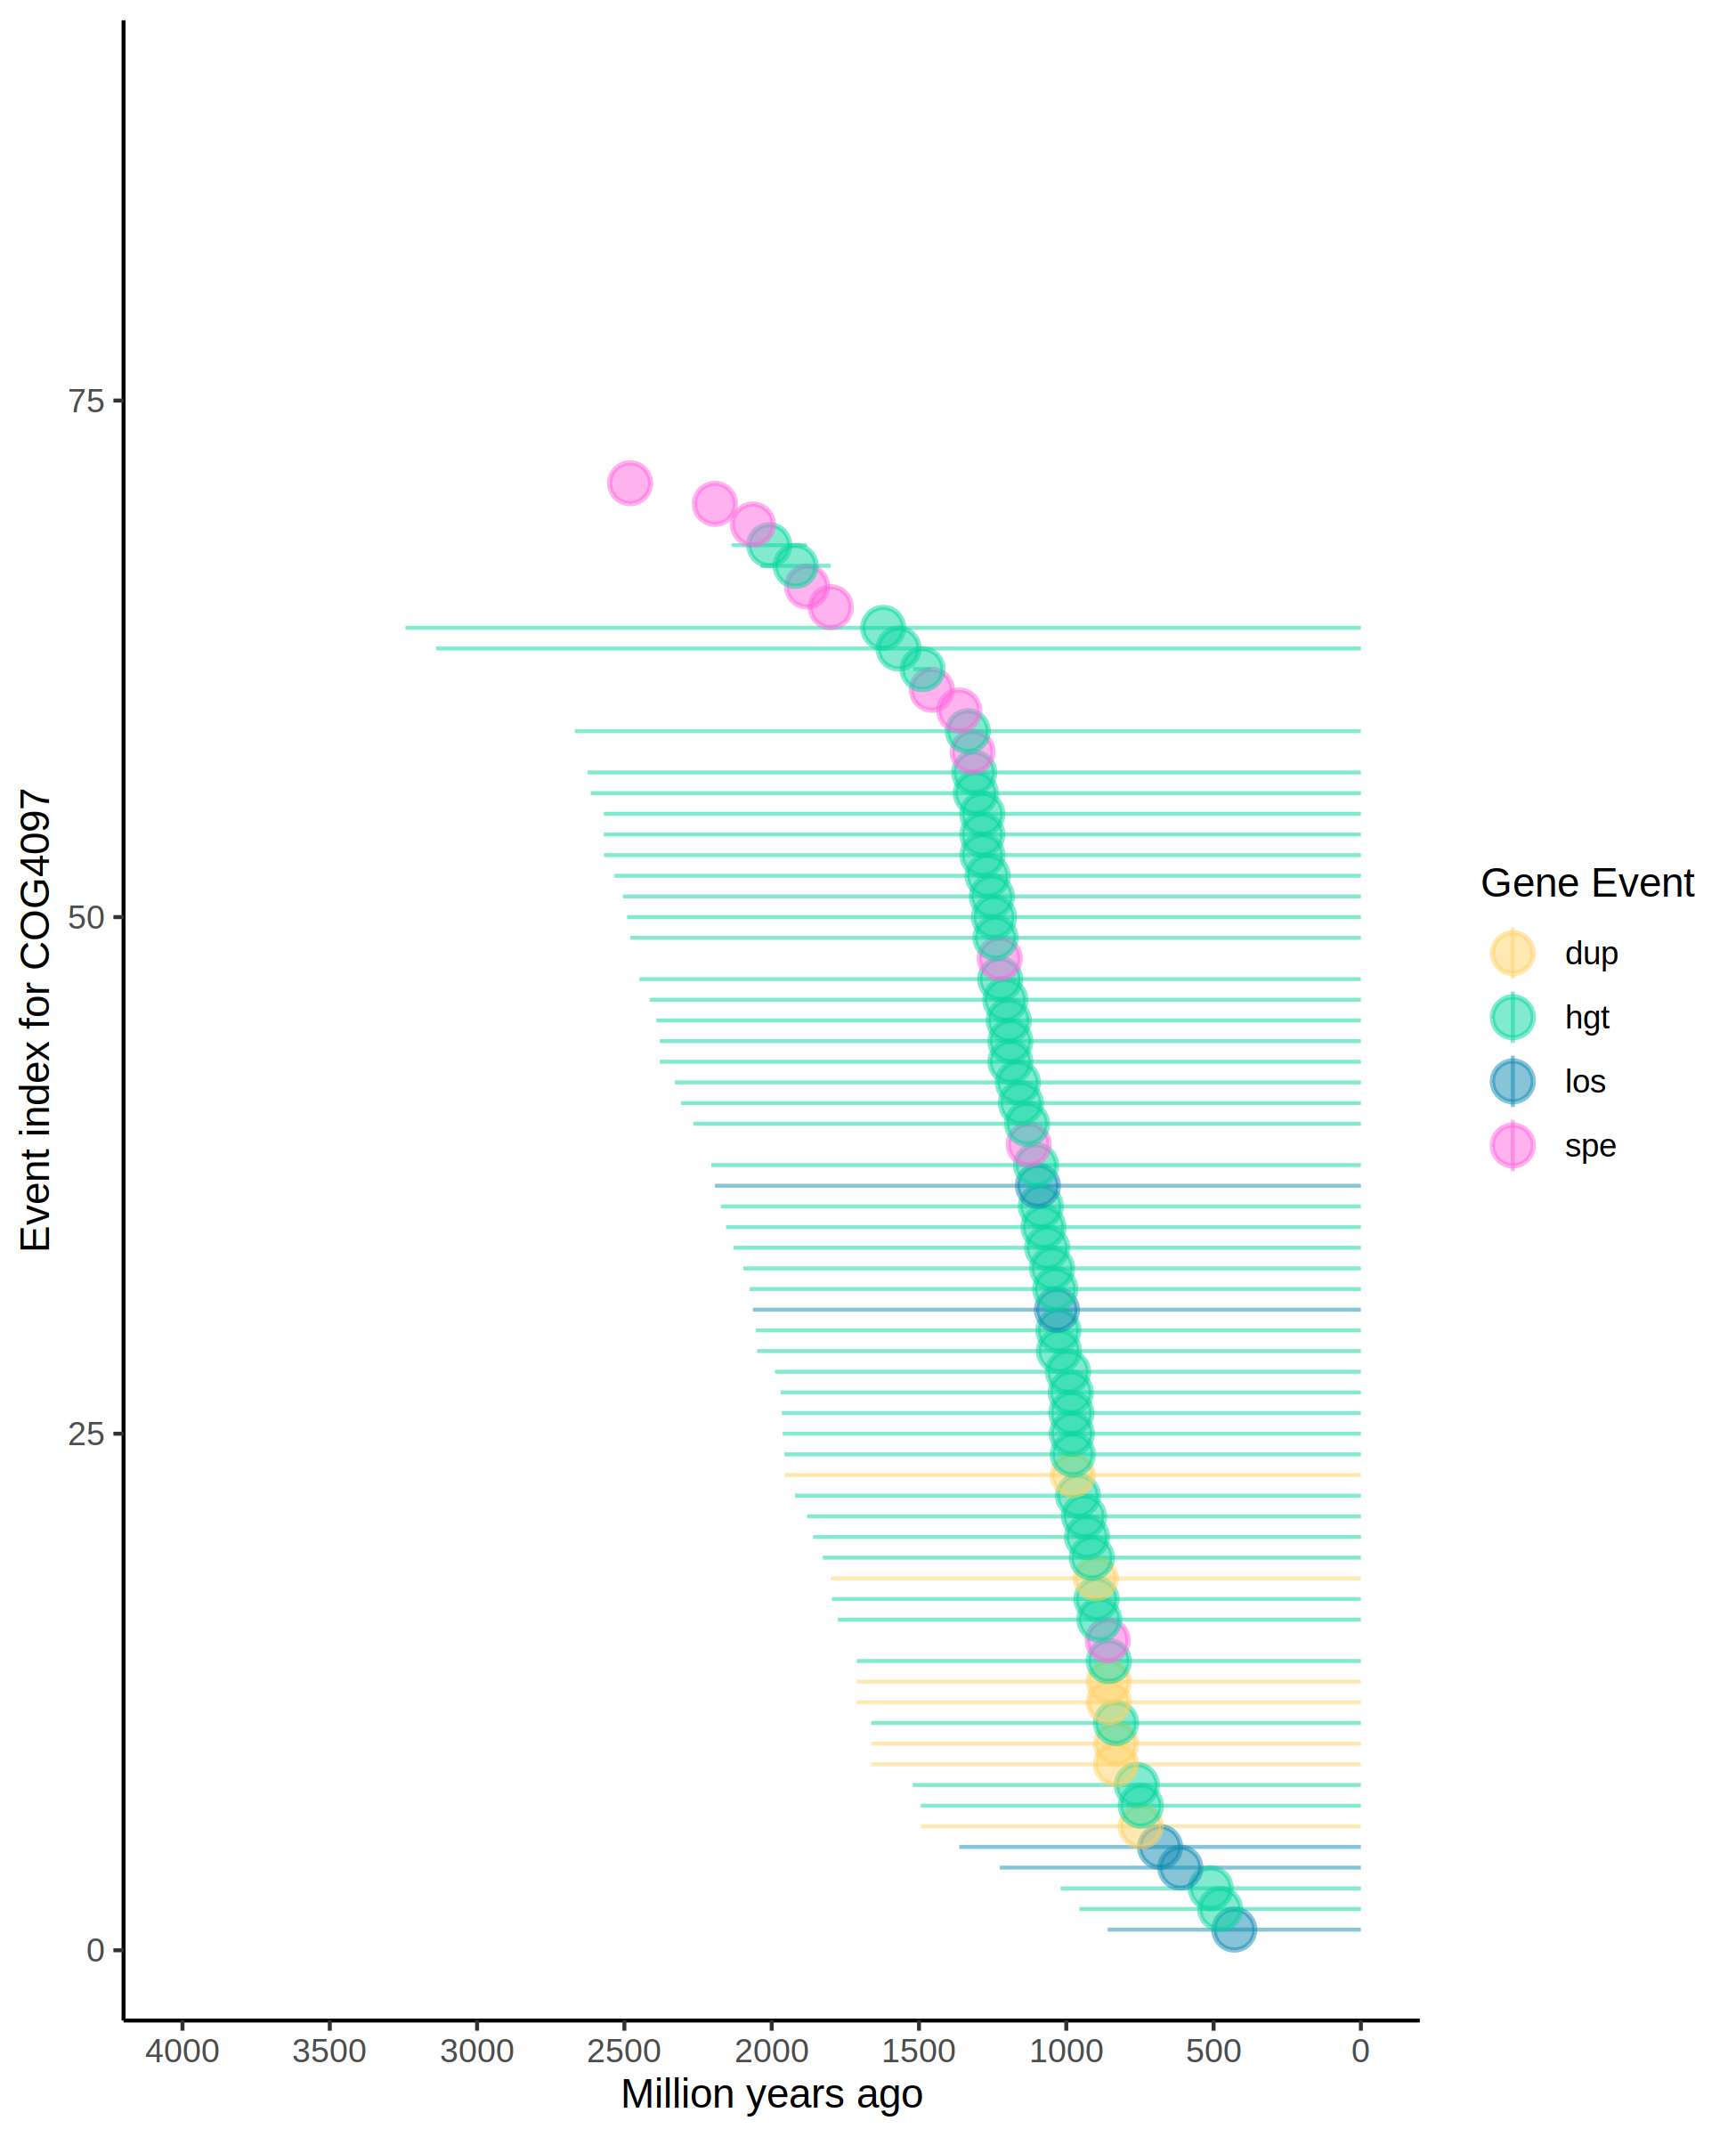 75
50
25
0
Event index for COG4097
4000 3500 3000 2500 2000 1500 1000 500 0
Million years ago
Gene Event
dup
hgt
los
spe